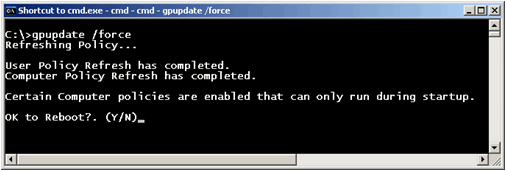 Shortcut to cmd.exe - cmd - cmd - gpupdate /force
C:\>gpupdate /force
Refreshing Policy...
User Policy Refresh has completed.
Computer Policy Refresh has completed.
Certain Computer policies are enabled that can only run during startup.
OK to Reboot?. (Y/N)_